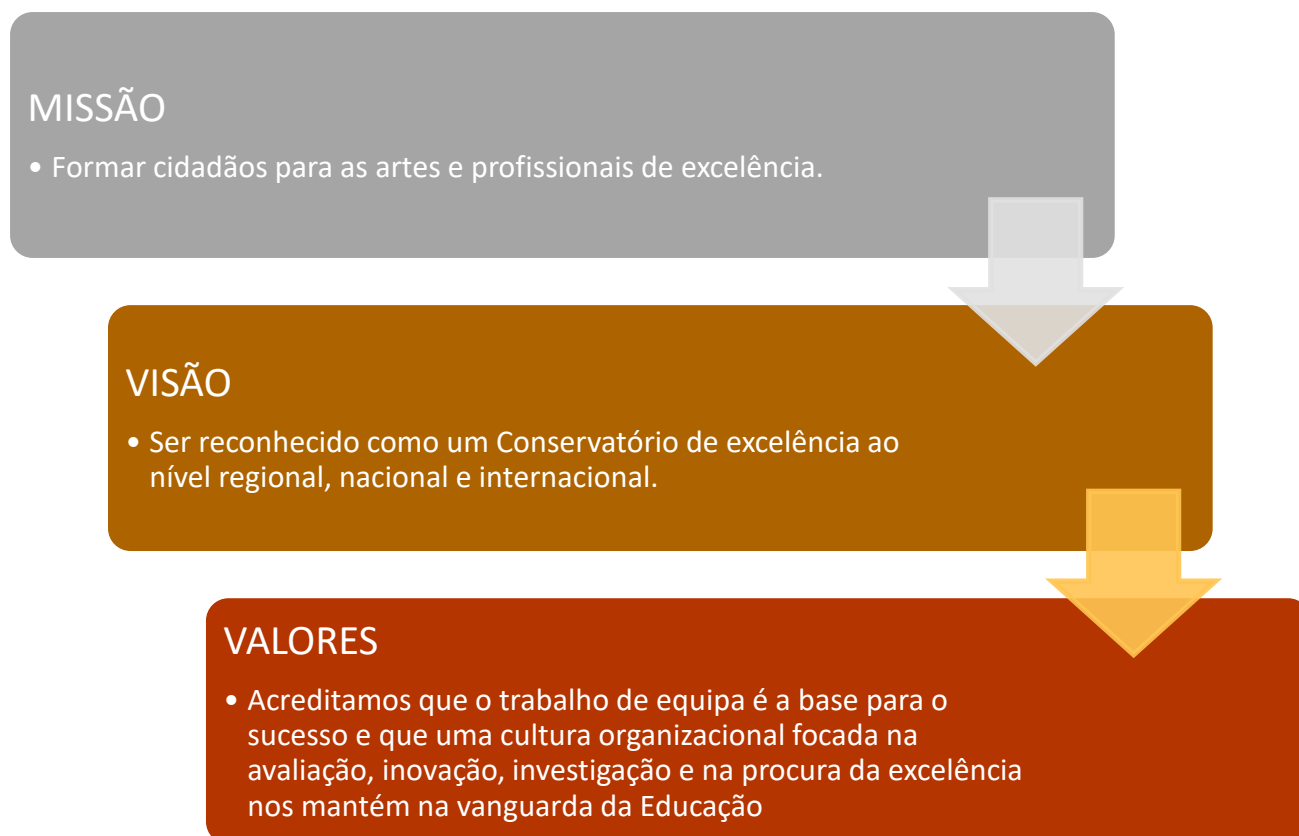 MISSÃO
• Formar cidadãos para as artes e profissionais de excelência.
VISÃO
• Ser reconhecido como um Conservatório de excelência ao
nível regional, nacional e internacional.
VALORES
• Acreditamos que o trabalho de equipa é a base para o
sucesso e que uma cultura organizacional focada na
avaliação, inovação, investigação e na procura da excelência
nos mantém na vanguarda da Educação